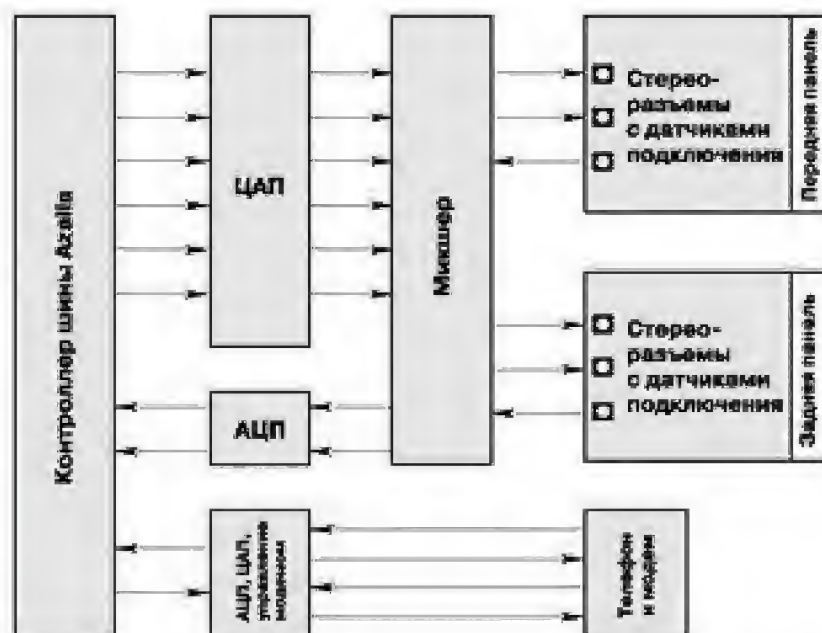 Контроллер шины Azalia
ЦАП
Микшер
Стерео-
разъемы
с датчиками
подключения
Передняя панель
Стерео-
разъемы
с датчиками
подключения
Задняя панель
АЦП
АЦП, ЦАП,
управление
модемом
Телефон
и модем